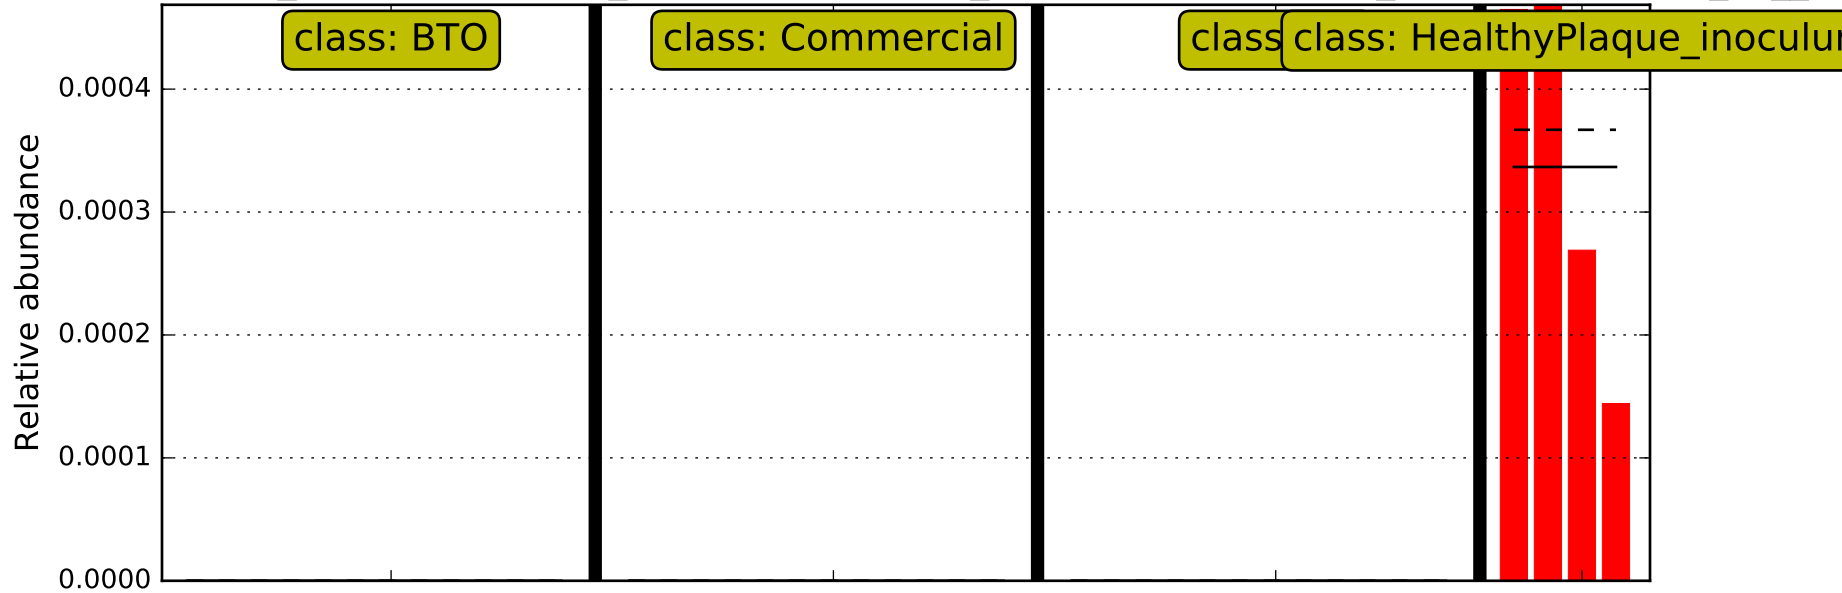 class: BTO
class: Commercial
class
class: HealthyPlaque_inoculu
0.0004
0.0003
0.0002
0.0001
0.0000
Relative abundance